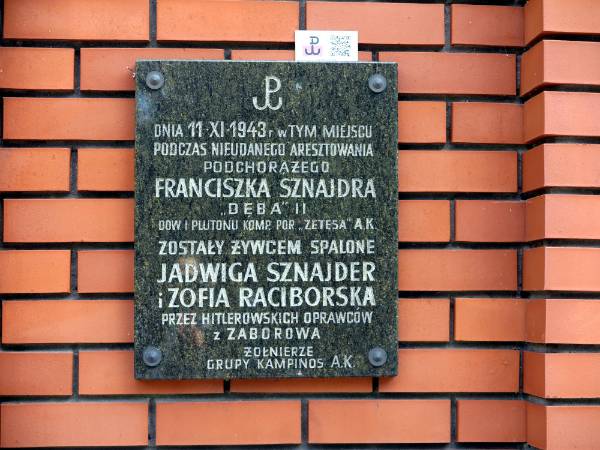 DNIA 11·XI·1943 r W TYM MIEJSCU
PODCZAS NIEUDANEGO ARESZTOWANIA
PODCHORĄŻEGO
FRANCISZKA SZNAJDRA
„DĘBA" II
DOW I PLUTONU KOMP. POR. „ZETESA" A.K.
ZOSTAŁY ŻYWCEM SPALONE
JADWIGA SZNAJDER
i ZOFIA RACIBORSKA
PRZEZ HITLEROWSKICH OPRAWCÓW
z ZABOROWA
ŻOŁNIERZE
GRUPY KAMPINOS A.K.